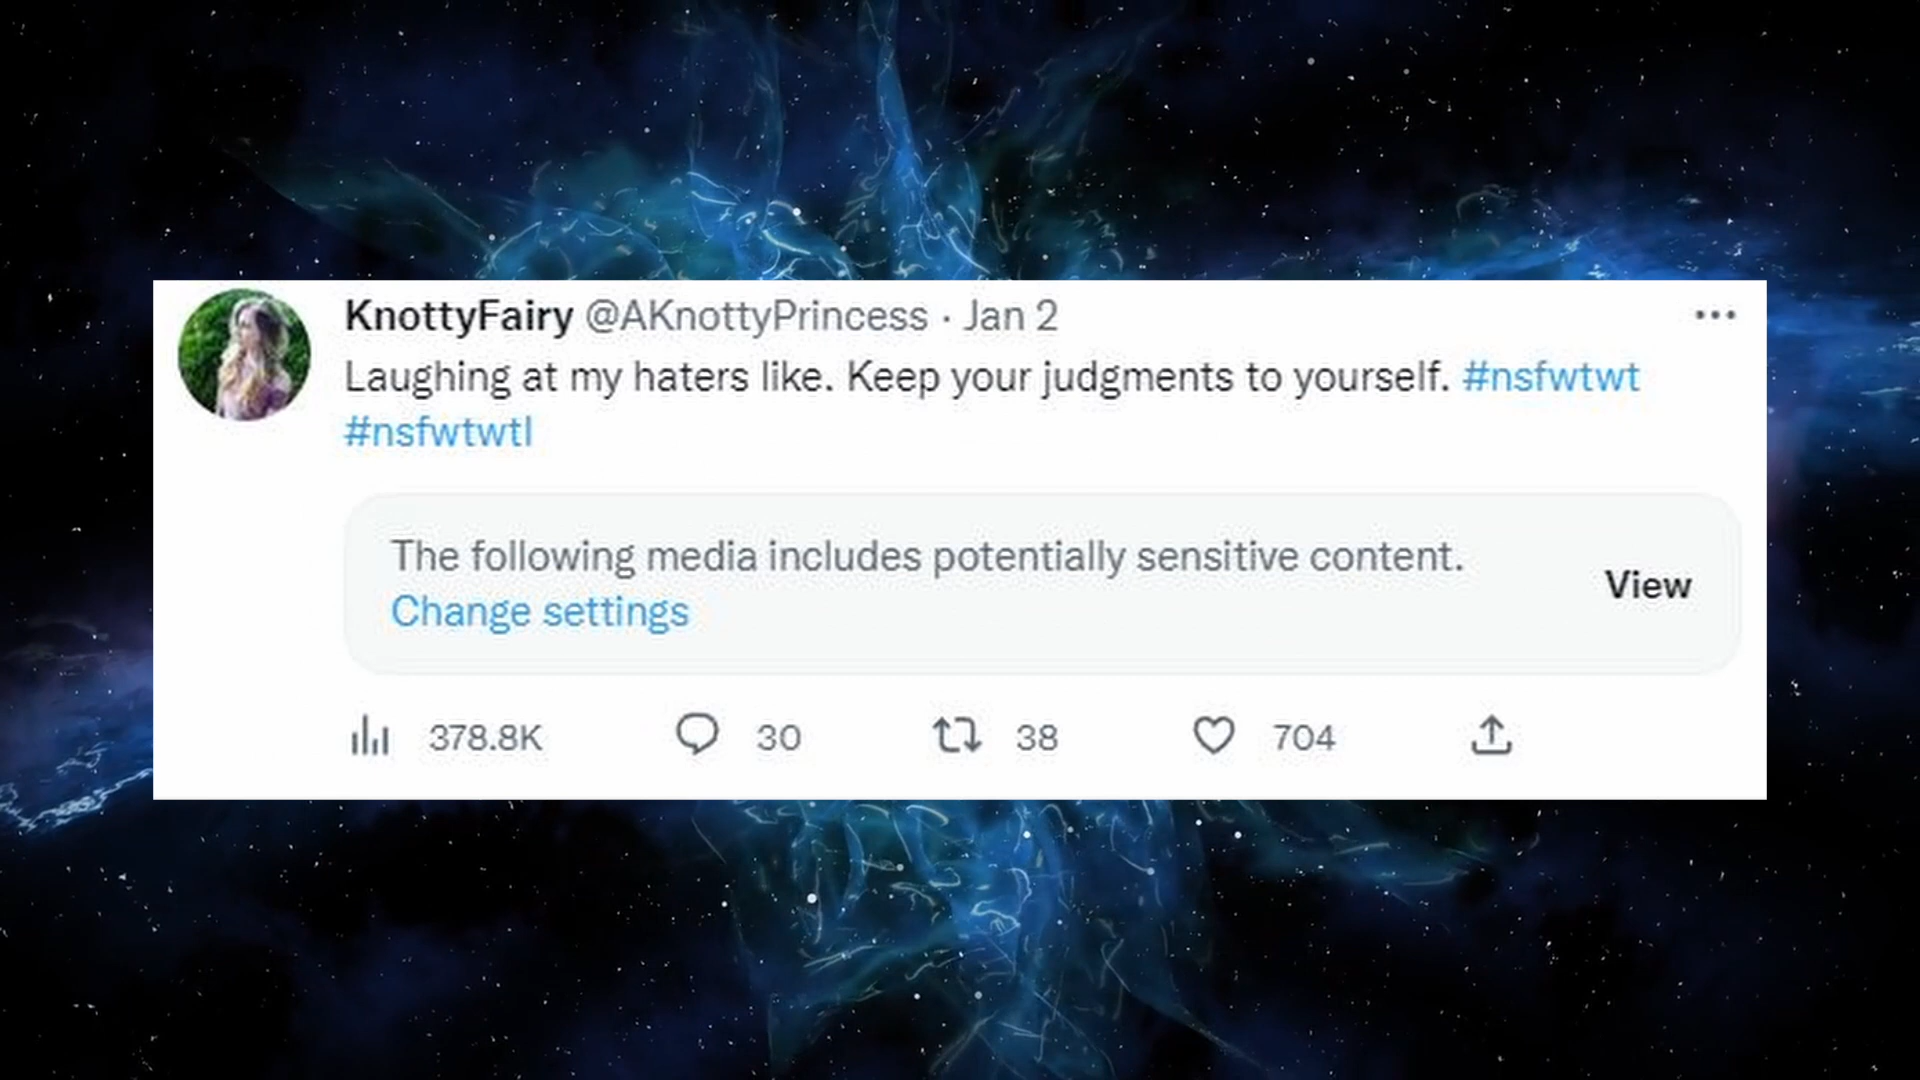 KnottyFairy @AKnottyPrincess · Jan 2
Laughing at my haters like. Keep your judgments to yourself. #nsfwtwt
#nsfwtwtl
The following media includes potentially sensitive content.
Change settings
View
378.8K 30 38 704